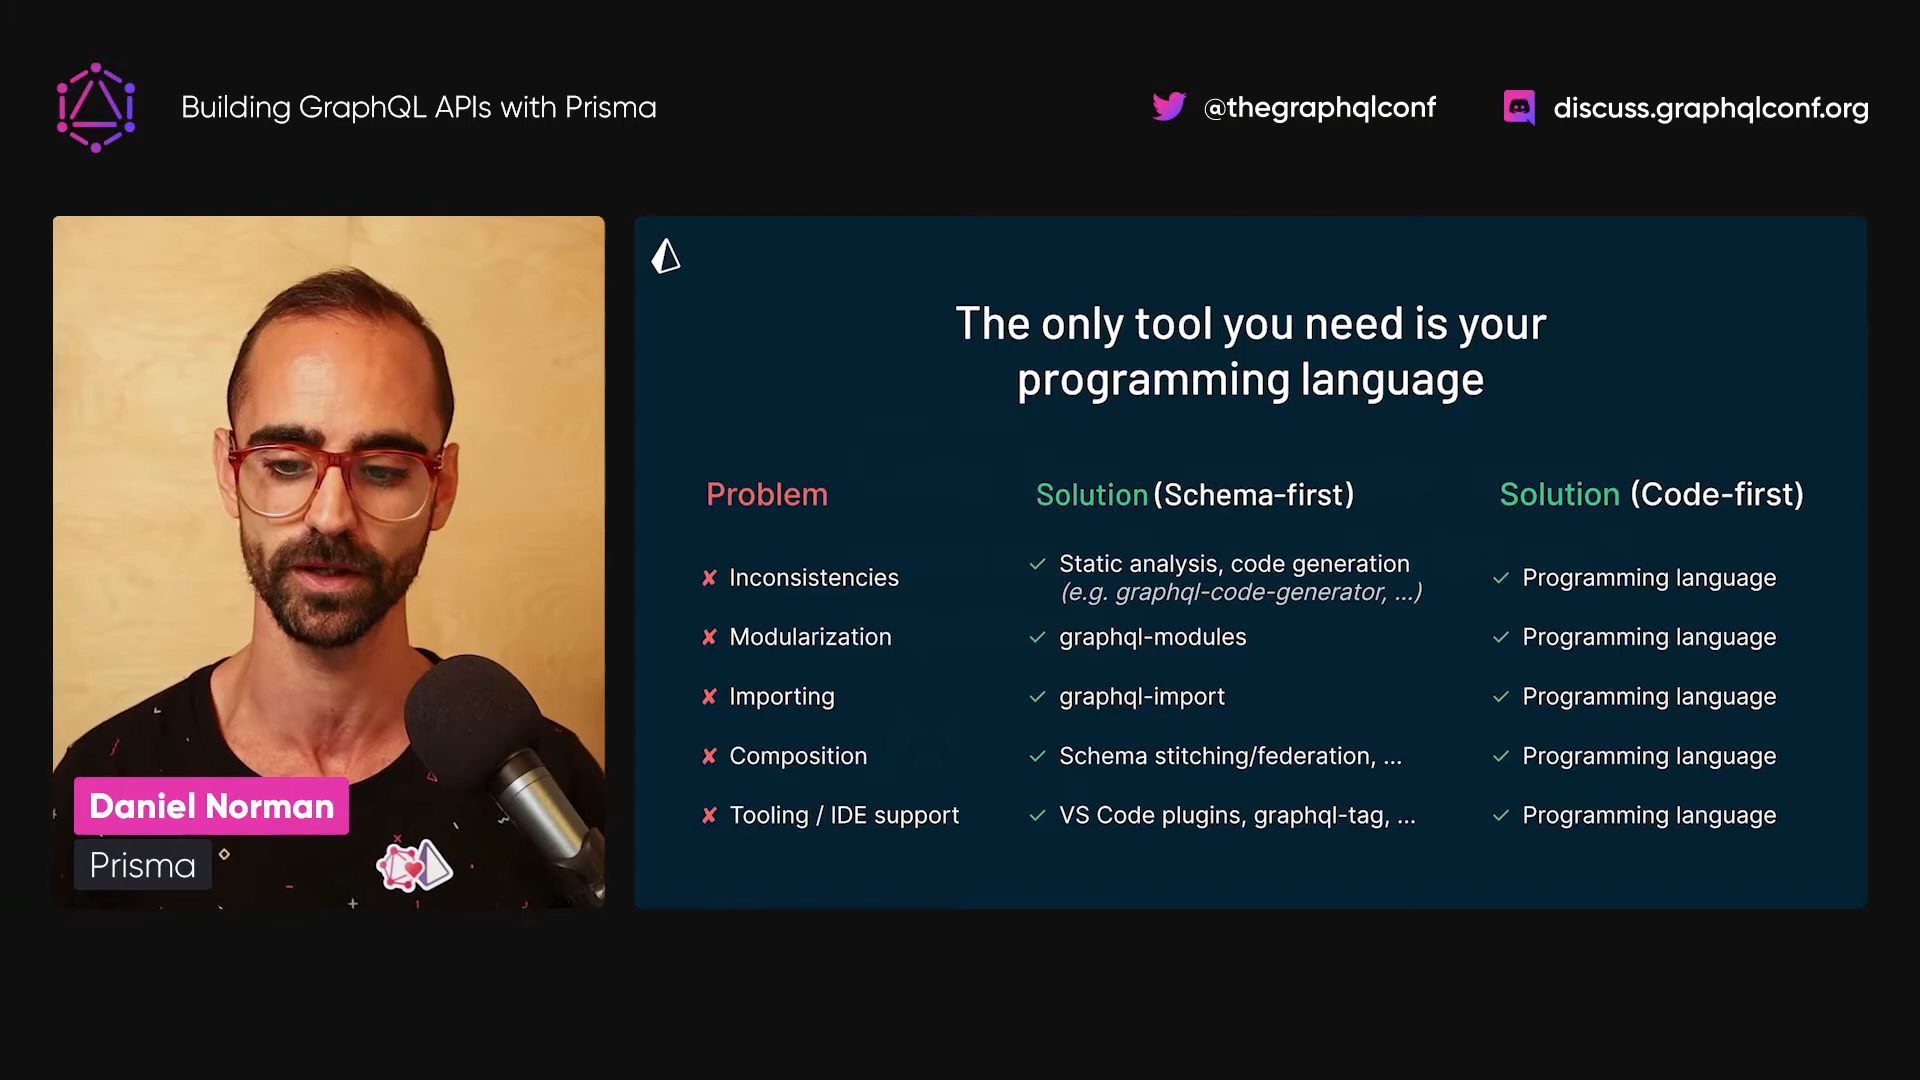 Building GraphQL APIs with Prisma
@thegraphqlconf
discuss.graphqlconf.org
Daniel Norman
Prisma
The only tool you need is your
programming language
Problem
Solution (Schema-first)
Solution (Code-first)
✘ Inconsistencies
✓ Static analysis, code generation
(e.g. graphql-code-generator, ...)
✓ Programming language
✘ Modularization
✓ graphql-modules
✓ Programming language
✘ Importing
✓ graphql-import
✓ Programming language
✘ Composition
✓ Schema stitching/federation, ...
✓ Programming language
✘ Tooling / IDE support
✓ VS Code plugins, graphql-tag, ...
✓ Programming language